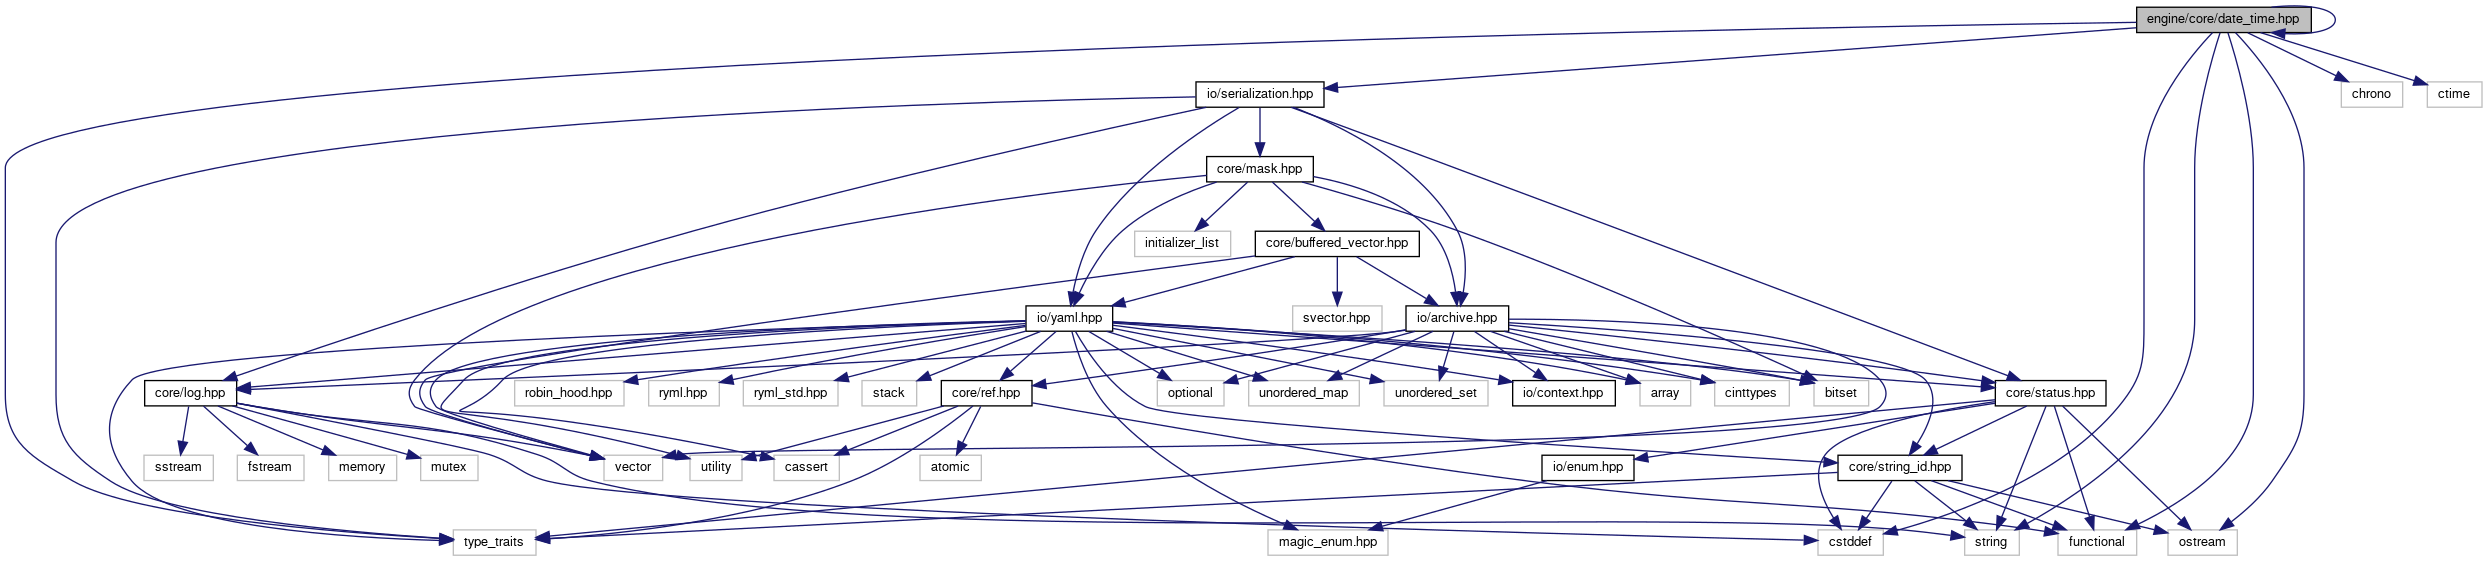 engine/core/date_time.hpp
io/serialization.hpp
chrono
ctime
core/mask.hpp
initializer_list
core/buffered_vector.hpp
io/yaml.hpp
svector.hpp
io/archive.hpp
core/log.hpp
robin_hood.hpp
ryml.hpp
ryml_std.hpp
stack
core/ref.hpp
optional
unordered_map
unordered_set
io/context.hpp
array
cinttypes
bitset
core/status.hpp
sstream
fstream
memory
mutex
vector
utility
cassert
atomic
io/enum.hpp
core/string_id.hpp
type_traits
magic_enum.hpp
cstddef
string
functional
ostream